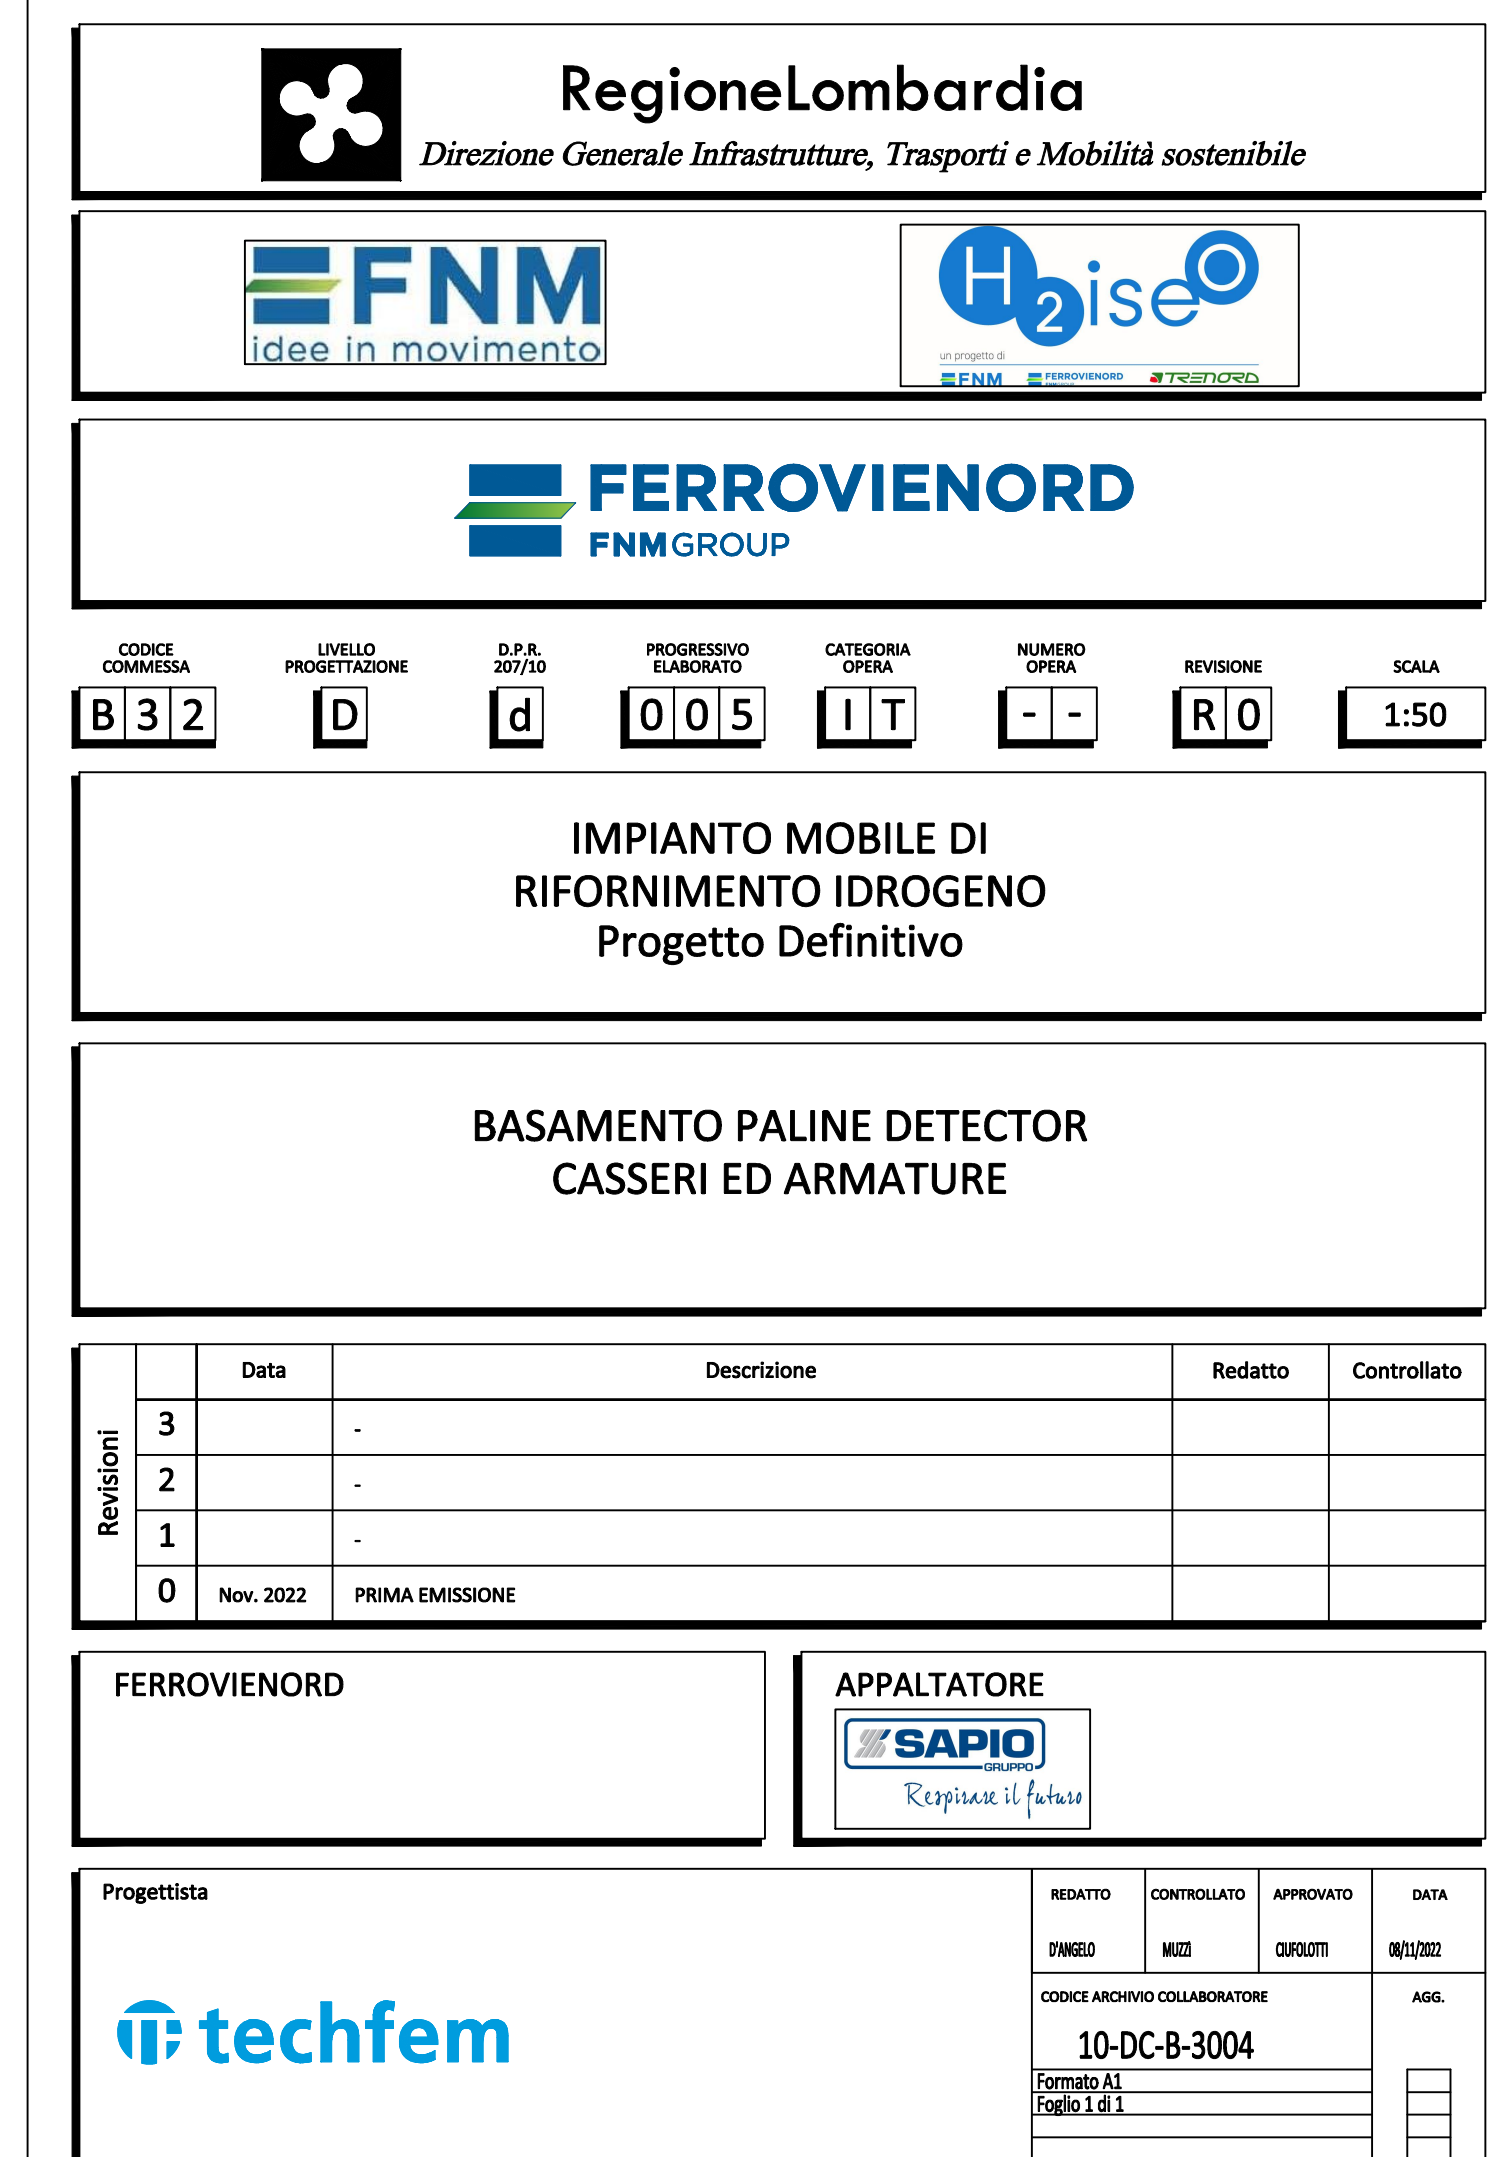 RegioneLombardia
Direzione Generale Infrastrutture, Trasporti e Mobilità sostenibile
FNM
idee in movimento
H2iseO
un progetto di
FNM FERROVIENORD TRENORD
FERROVIENORD
FNMGROUP
CODICE COMMESSA
LIVELLO PROGETTAZIONE
D.P.R. 207/10
PROGRESSIVO ELABORATO
CATEGORIA OPERA
NUMERO OPERA
REVISIONE
SCALA
B 3 2 D d 0 0 5 I T - - R 0 1:50
IMPIANTO MOBILE DI
RIFORNIMENTO IDROGENO
Progetto Definitivo
BASAMENTO PALINE DETECTOR
CASSERI ED ARMATURE
Revisioni
Data Descrizione Redatto Controllato
3 -
2 -
1 -
0 Nov. 2022 PRIMA EMISSIONE
FERROVIENORD
APPALTATORE
SAPIO
GRUPPO
Respirare il futuro
Progettista
techfem
REDATTO CONTROLLATO APPROVATO DATA
D'ANGELO MUZZI CIUFOLOTTI 08/11/2022
CODICE ARCHIVIO COLLABORATORE AGG.
10-DC-B-3004
Formato A1
Foglio 1 di 1